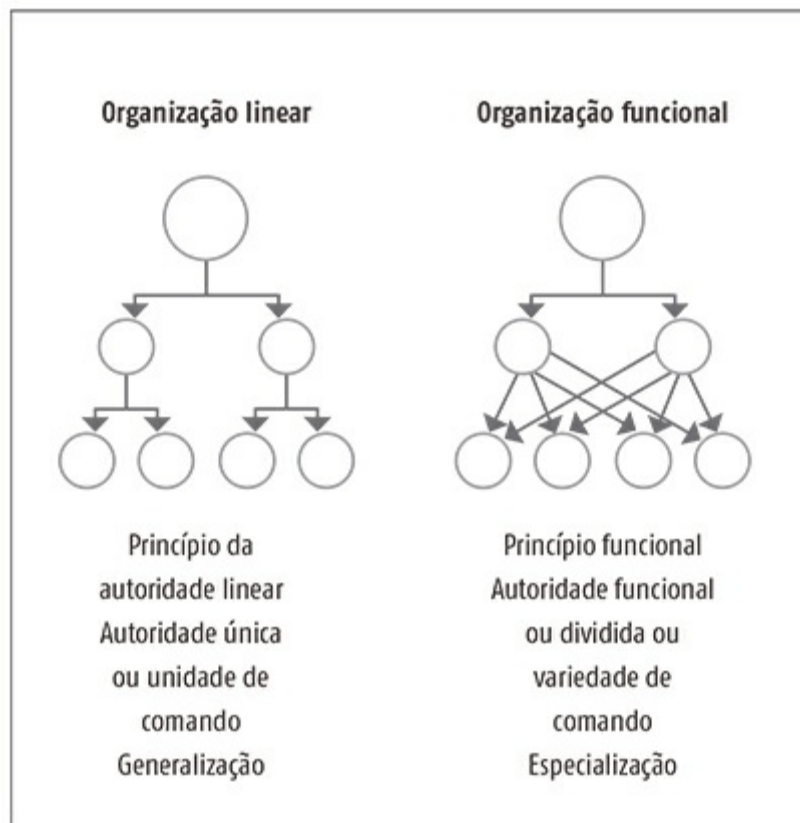 Organização linear
Organização funcional
Princípio da
autoridade linear
Autoridade única
ou unidade de
comando
Generalização
Princípio funcional
Autoridade funcional
ou dividida ou
variedade de
comando
Especialização